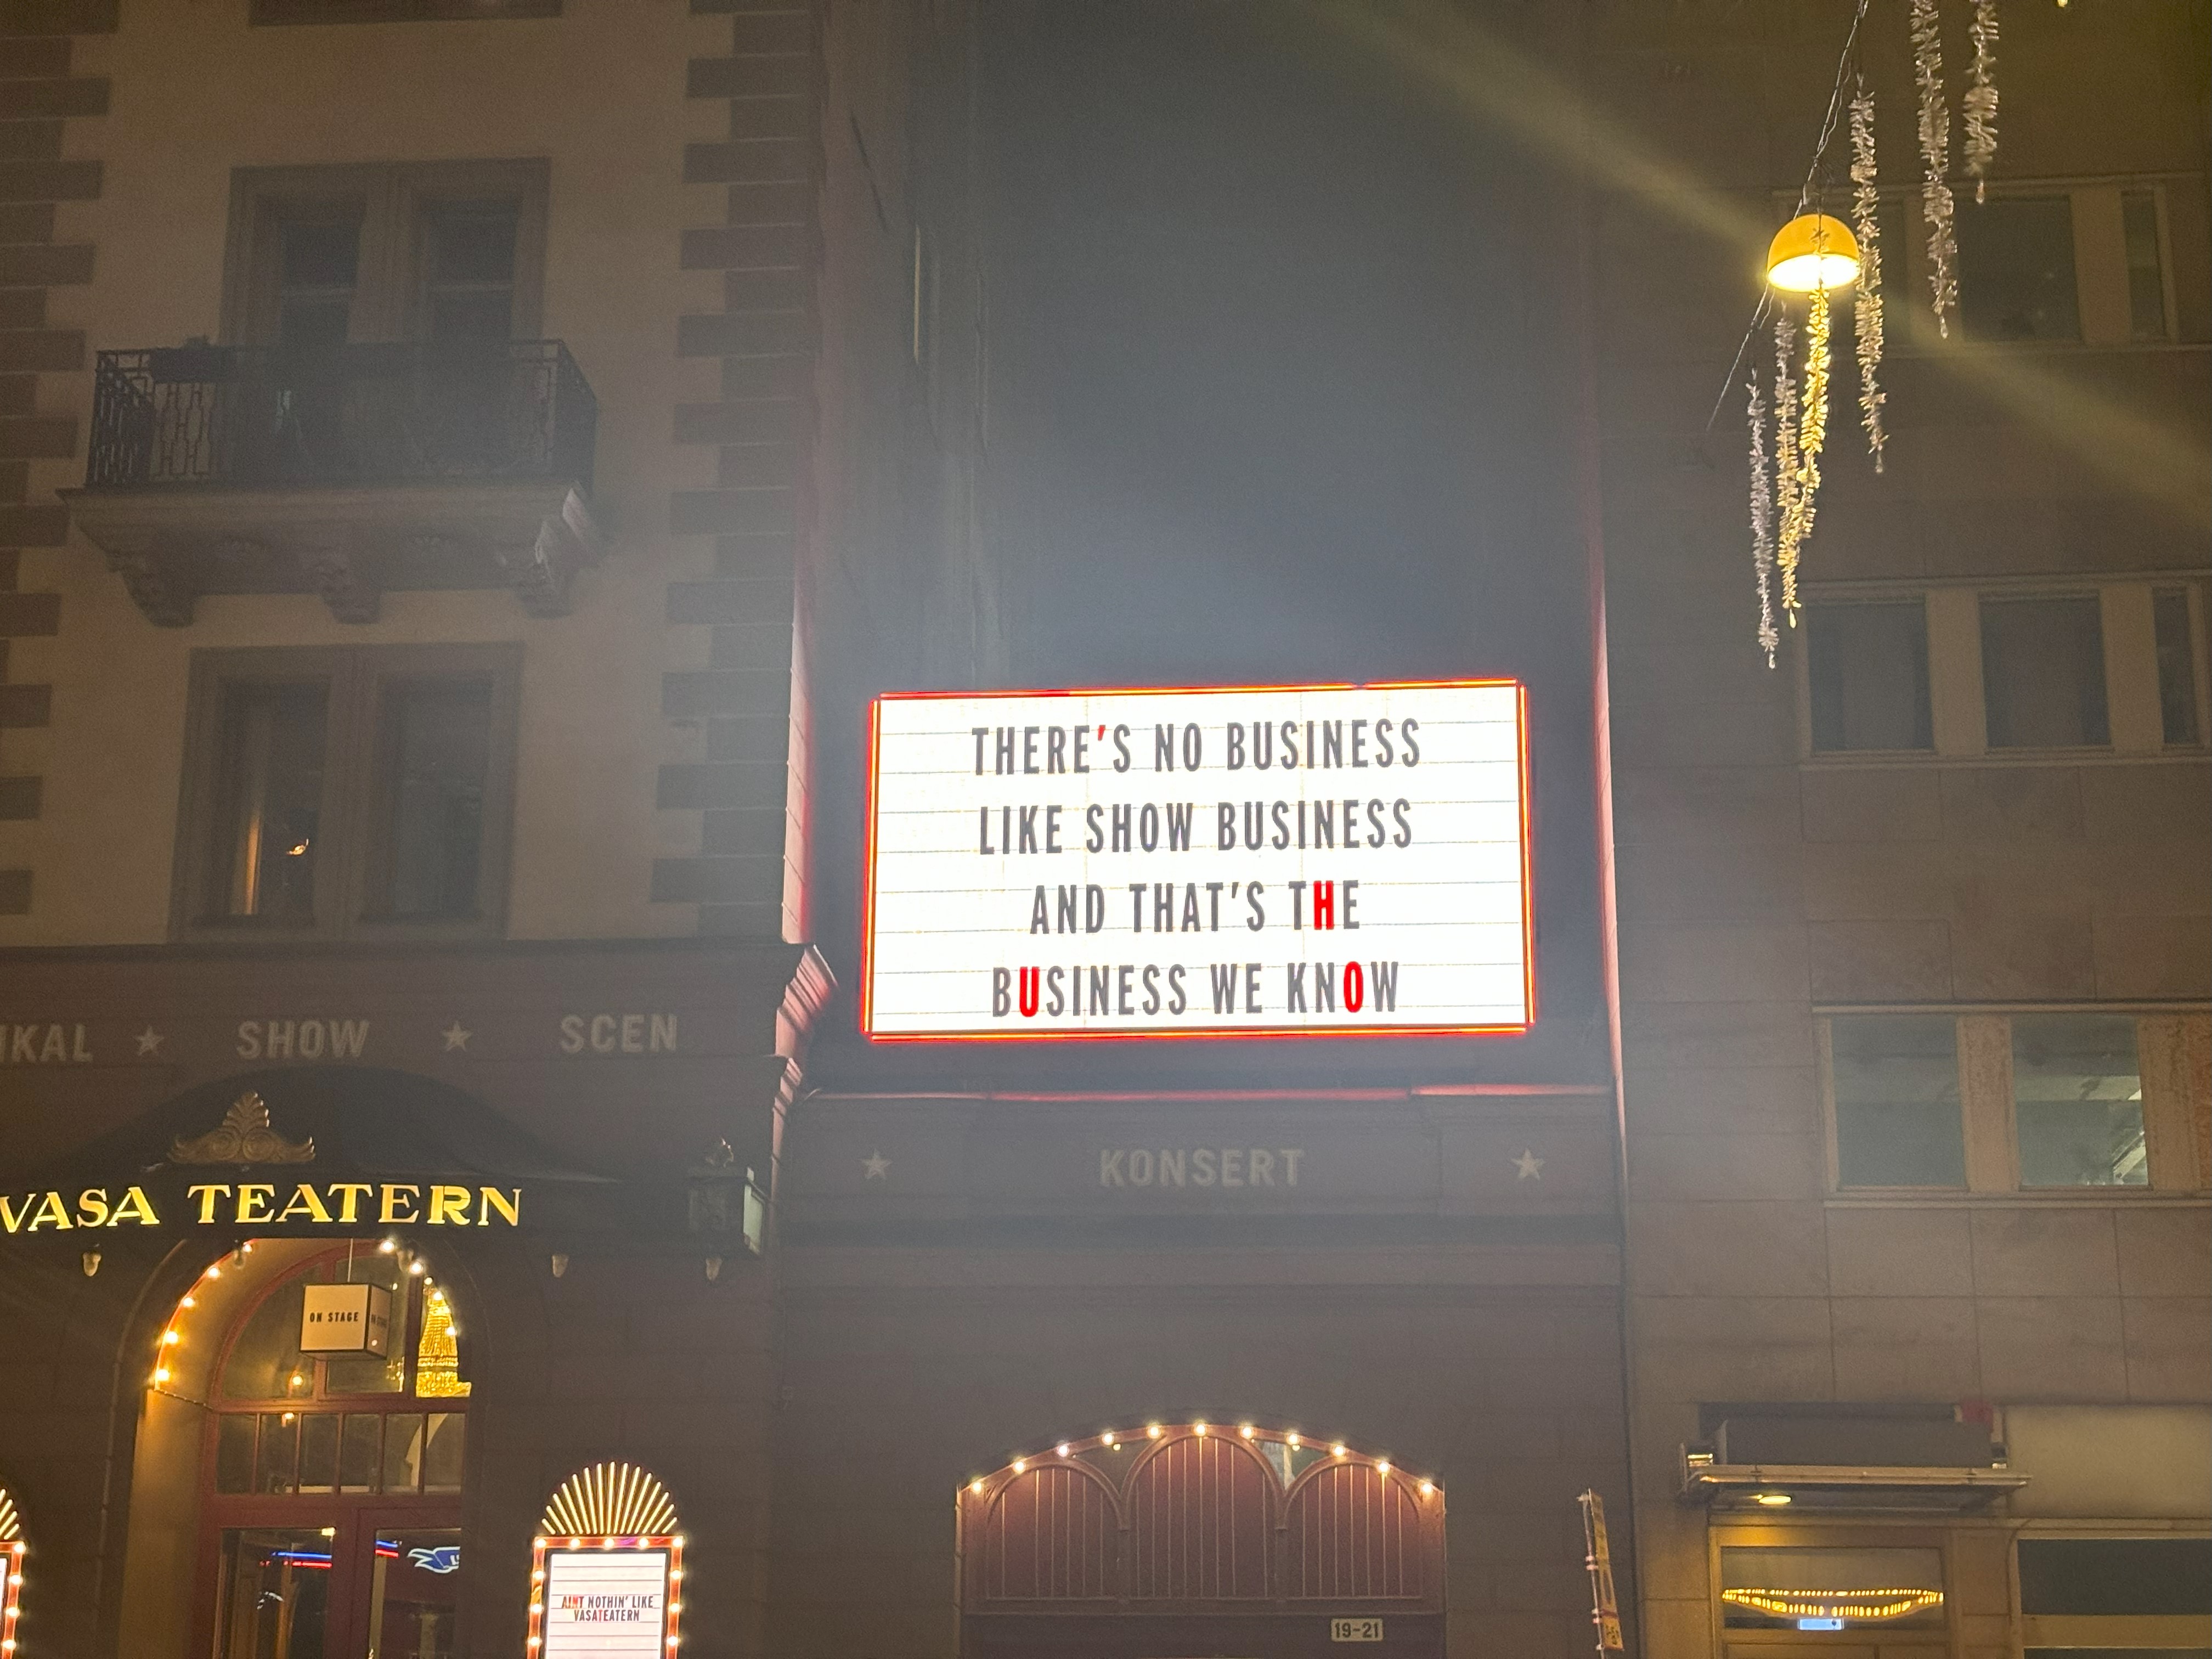 THERE'S NO BUSINESS
LIKE SHOW BUSINESS
AND THAT'S THE
BUSINESS WE KNOW
IKAL ★ SHOW ★ SCEN
★ KONSERT ★
VASA TEATERN
ON STAGE
AINT NOTHIN' LIKE
VASATEATERN
19-21